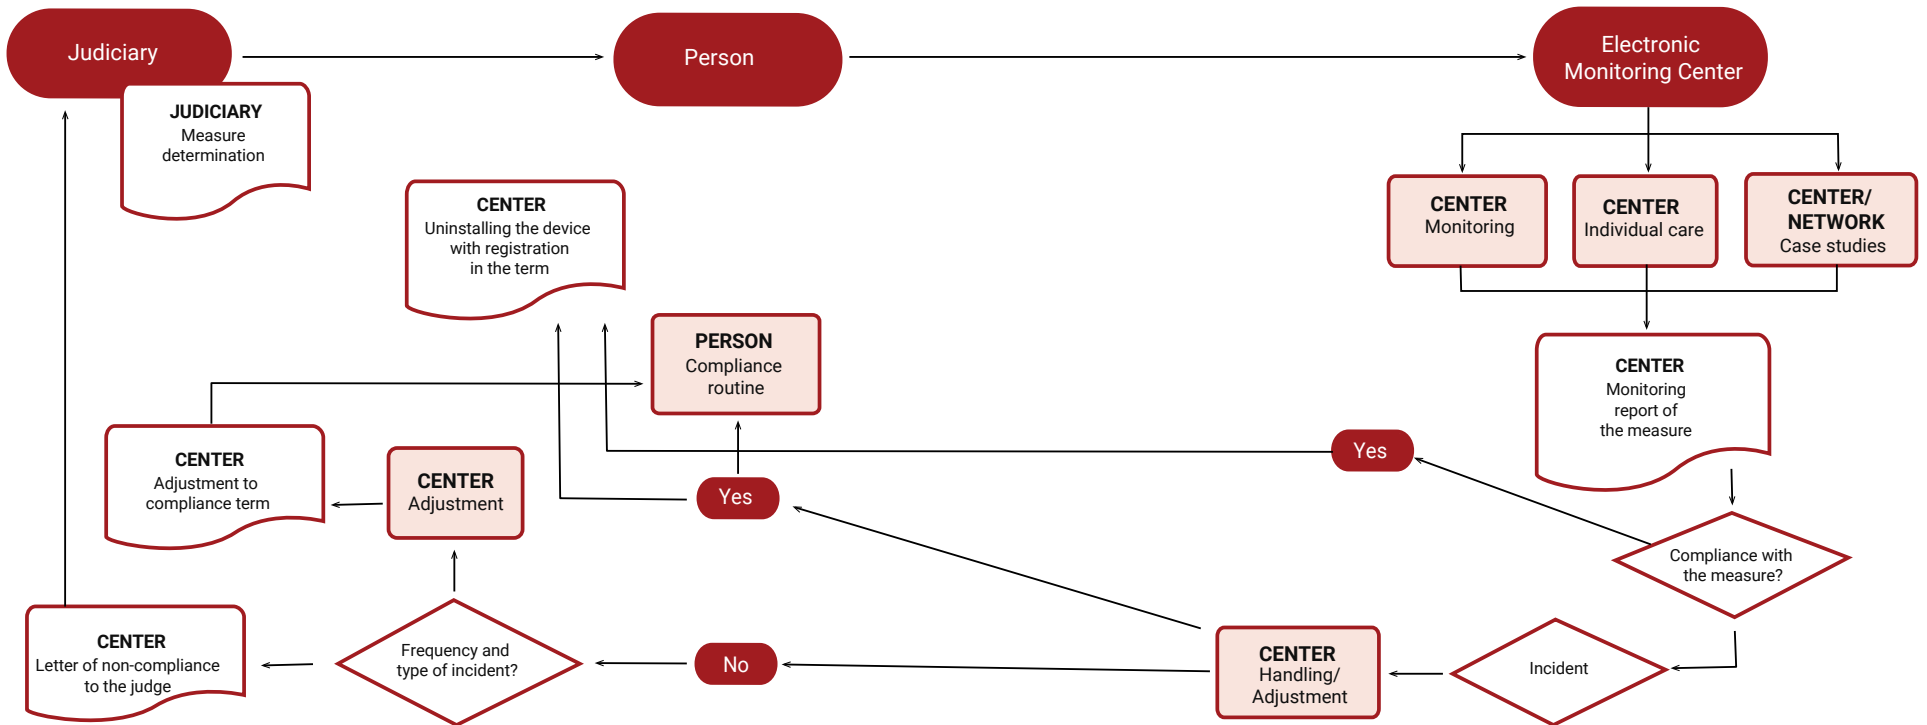 Judiciary
Person
Electronic
Monitoring Center
JUDICIARY
Measure
determination
CENTER
Uninstalling the device
with registration
in the term
CENTER
Monitoring
CENTER
Individual care
CENTER/
NETWORK
Case studies
PERSON
Compliance
routine
CENTER
Monitoring
report of
the measure
CENTER
Adjustment to
compliance term
CENTER
Adjustment
Yes
Yes
Compliance with
the measure?
CENTER
Letter of non-compliance
to the judge
Frequency and
type of incident?
No
CENTER
Handling/
Adjustment
Incident